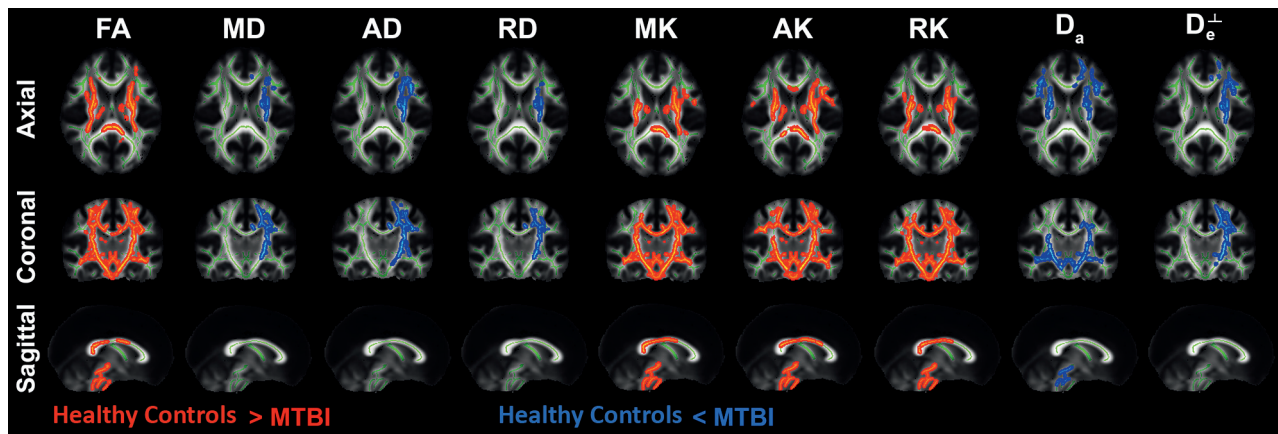 FA MD AD RD MK AK RK Da De⊥
Axial
Coronal
Sagittal
Healthy Controls > MTBI Healthy Controls < MTBI